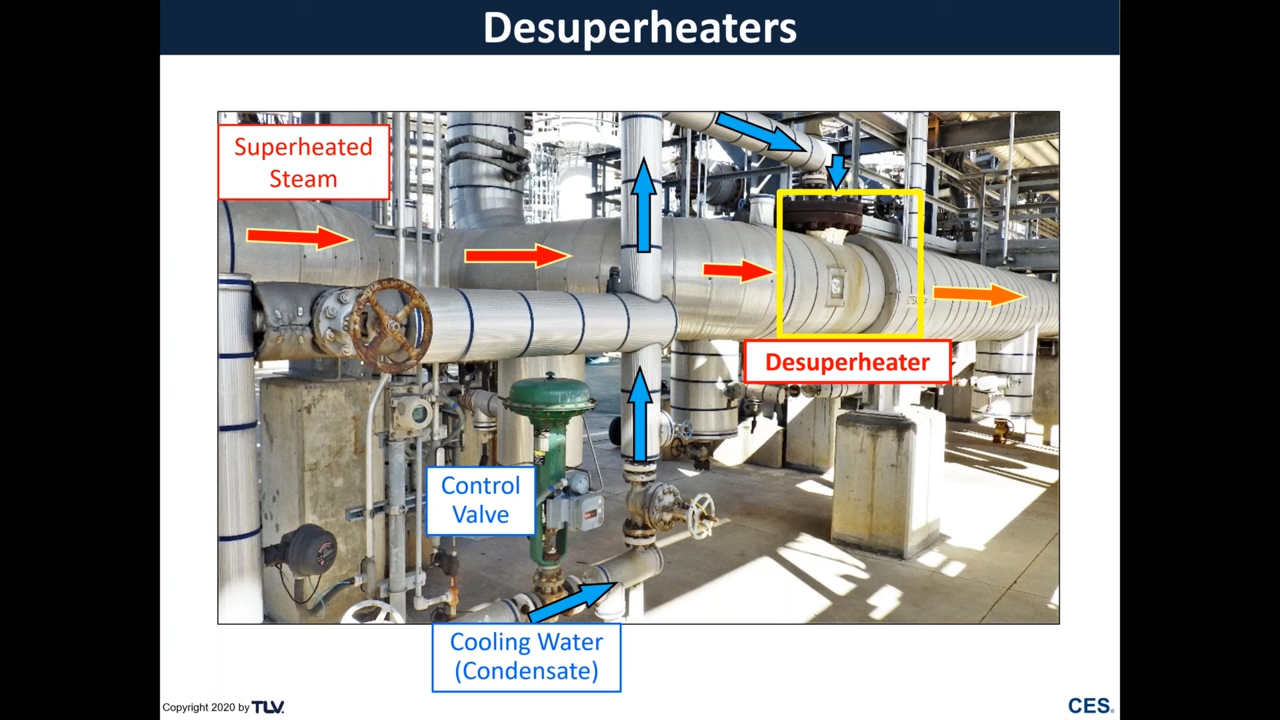 Desuperheaters
Superheated
Steam
Desuperheater
Control
Valve
Cooling Water
(Condensate)
Copyright 2020 by TLV.
CES®